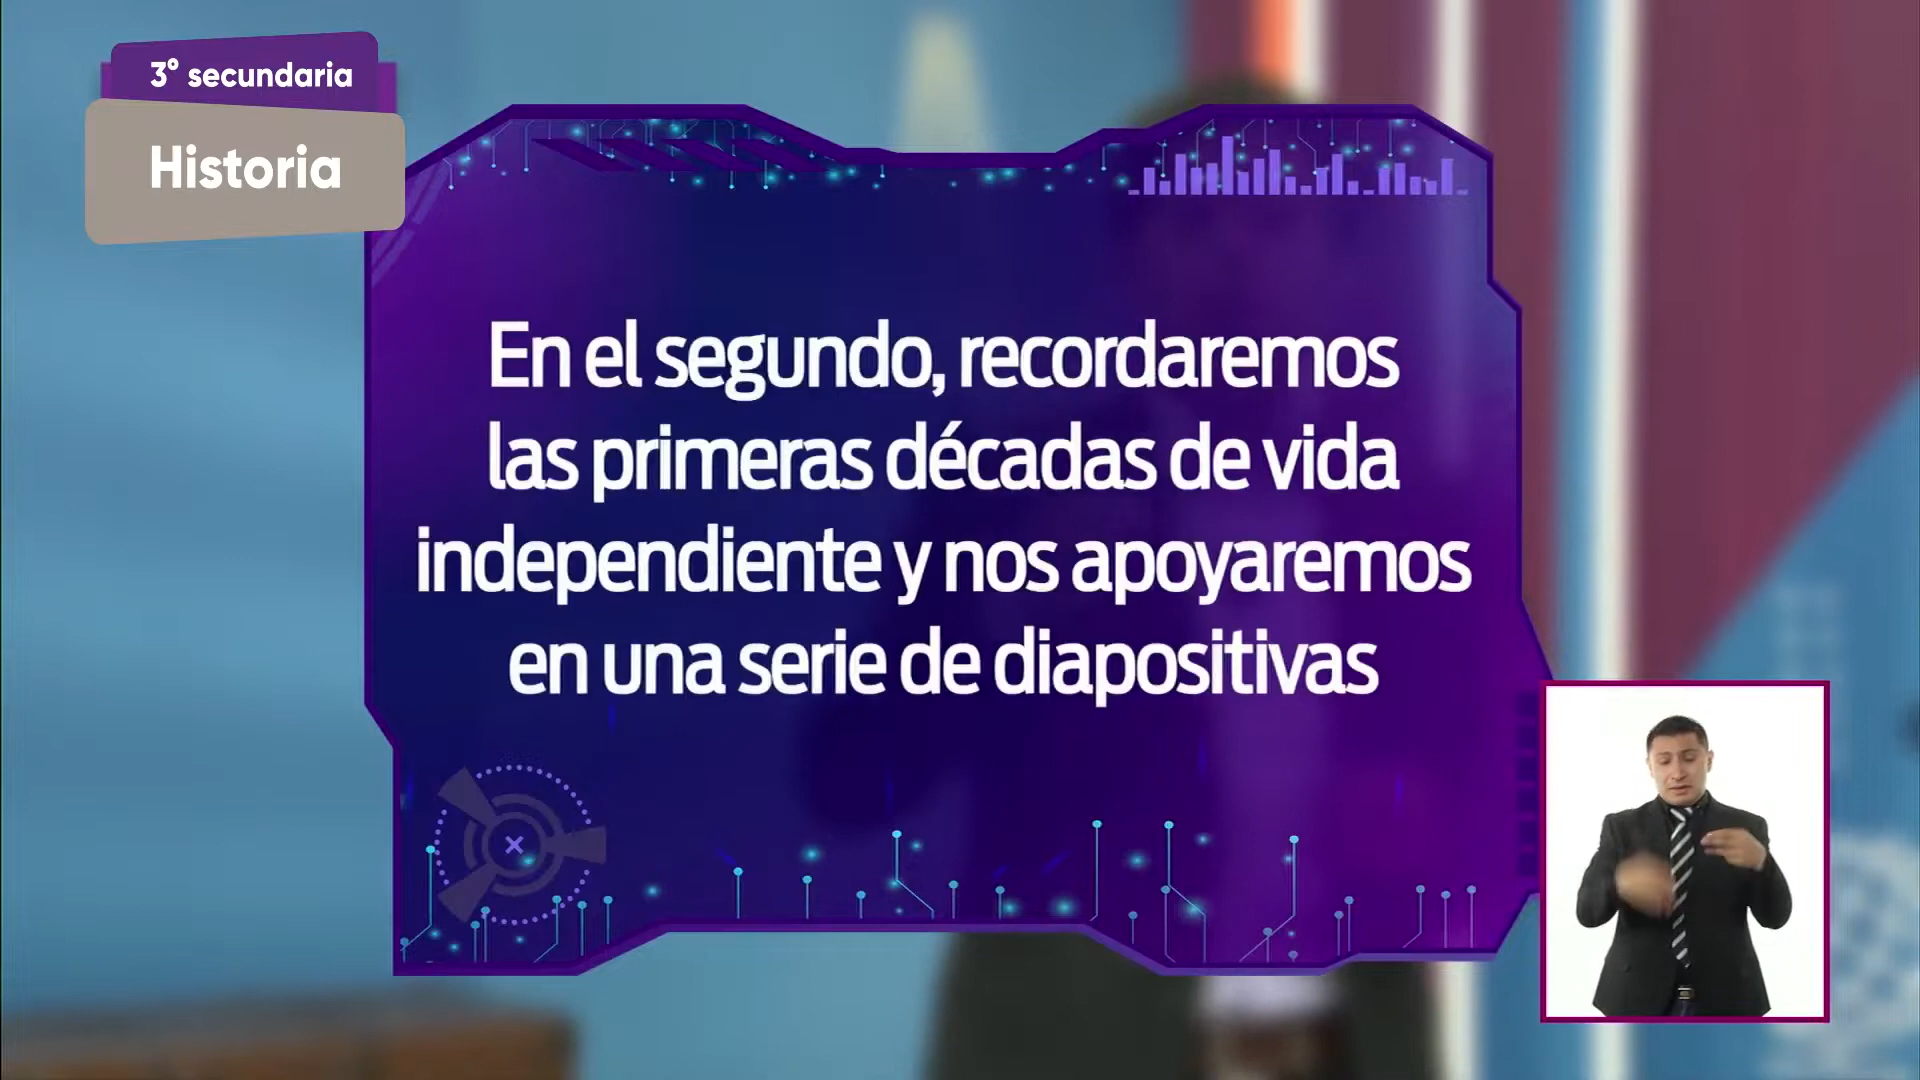 3° secundaria
Historia
En el segundo, recordaremos
las primeras décadas de vida
independiente y nos apoyaremos
en una serie de diapositivas